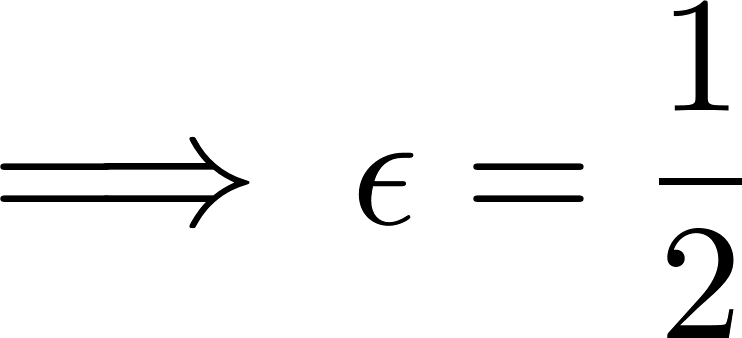 ⟹ ϵ = 1/2